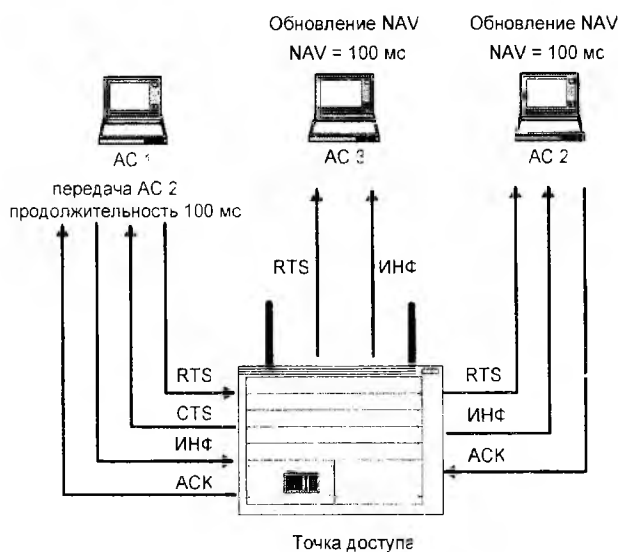 Обновление NAV
NAV = 100 мс
Обновление NAV
NAV = 100 мс
АС 1
АС 3
АС 2
передача АС 2
продолжительность 100 мс
RTS
ИНФ
RTS
CTS
ИНФ
ACK
RTS
ИНФ
ACK
Точка доступа